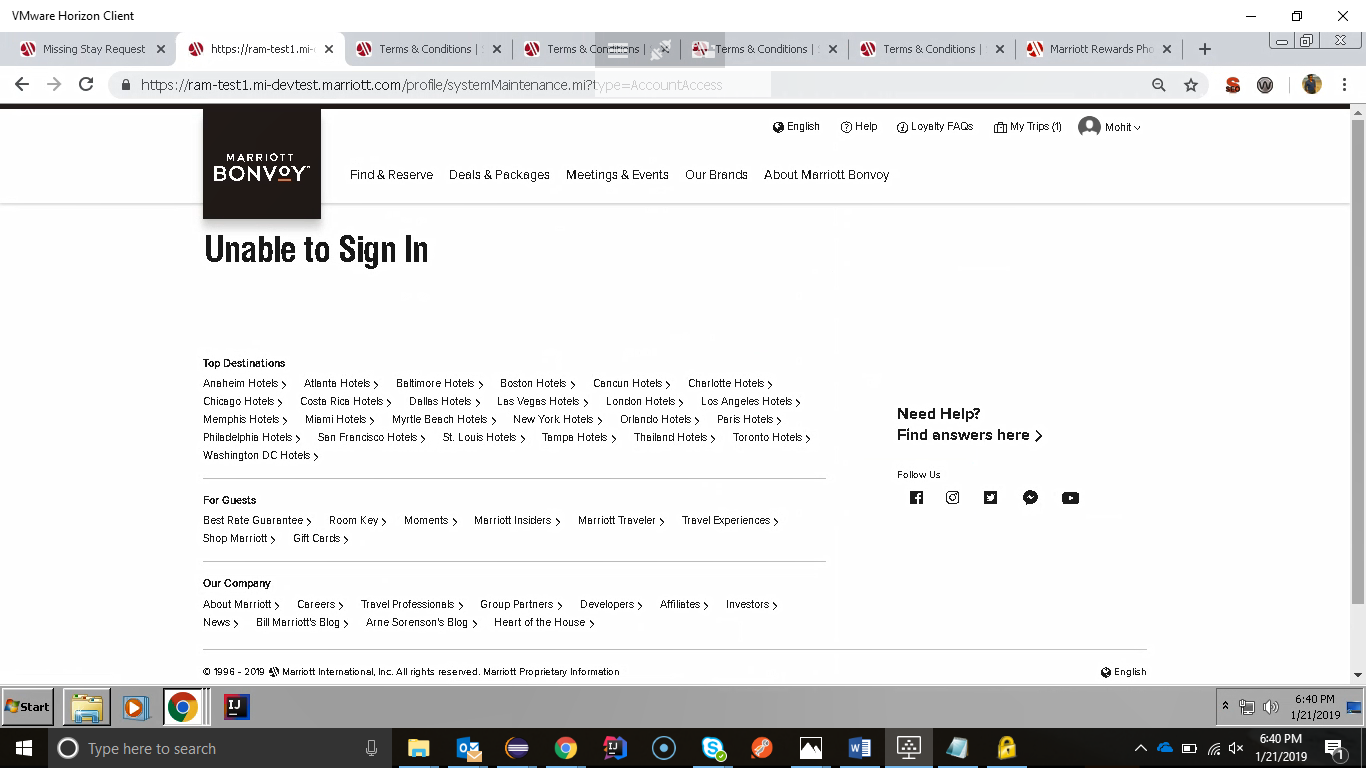 VMware Horizon Client
Missing Stay Request
https://ram-test1.mi-
Terms & Conditions |
Terms & Conditions |
Terms & Conditions |
Terms & Conditions |
Marriott Rewards Pho
https://ram-test1.mi-devtest.marriott.com/profile/systemMaintenance.mi?type=AccountAccess
English Help Loyalty FAQs My Trips (1) Mohit
MARRIOTT
BONVOY™
Find & Reserve Deals & Packages Meetings & Events Our Brands About Marriott Bonvoy
Unable to Sign In
Top Destinations
Anaheim Hotels Atlanta Hotels Baltimore Hotels Boston Hotels Cancun Hotels Charlotte Hotels
Chicago Hotels Costa Rica Hotels Dallas Hotels Las Vegas Hotels London Hotels Los Angeles Hotels
Memphis Hotels Miami Hotels Myrtle Beach Hotels New York Hotels Orlando Hotels Paris Hotels
Philadelphia Hotels San Francisco Hotels St. Louis Hotels Tampa Hotels Thailand Hotels Toronto Hotels
Washington DC Hotels
Need Help?
Find answers here
Follow Us
For Guests
Best Rate Guarantee Room Key Moments Marriott Insiders Marriott Traveler Travel Experiences
Shop Marriott Gift Cards
Our Company
About Marriott Careers Travel Professionals Group Partners Developers Affiliates Investors
News Bill Marriott's Blog Arne Sorenson's Blog Heart of the House
© 1996 - 2019 Marriott International, Inc. All rights reserved. Marriott Proprietary Information
English
Start
6:40 PM
1/21/2019
Type here to search
6:40 PM
1/21/2019
1